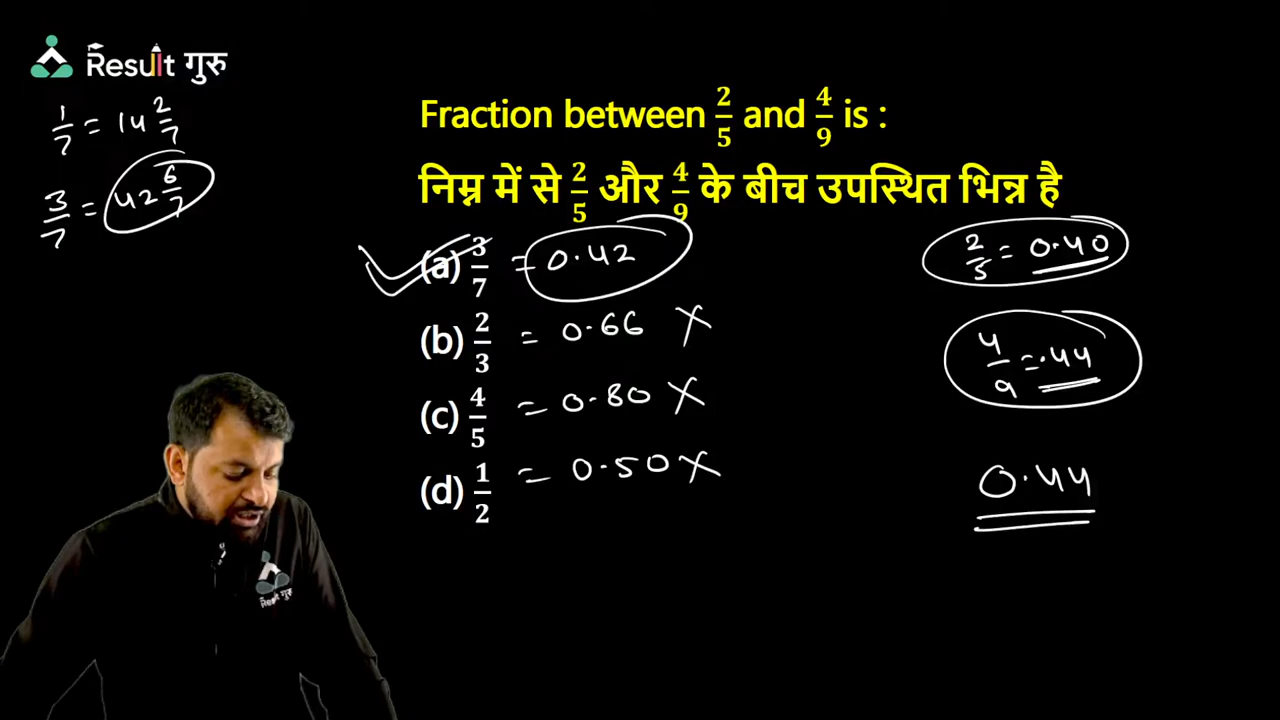 Result गुरु
1/7 = 14 2/7
3/7 = 42 6/7
Fraction between 2/5 and 4/9 is :
निम्न में से 2/5 और 4/9 के बीच उपस्थित भिन्न है
(a) 3/7 = 0.42
(b) 2/3 = 0.66 X
(c) 4/5 = 0.80 X
(d) 1/2 = 0.50 X
2/5 = 0.40
4/9 = .44
0.44
Result गुरु